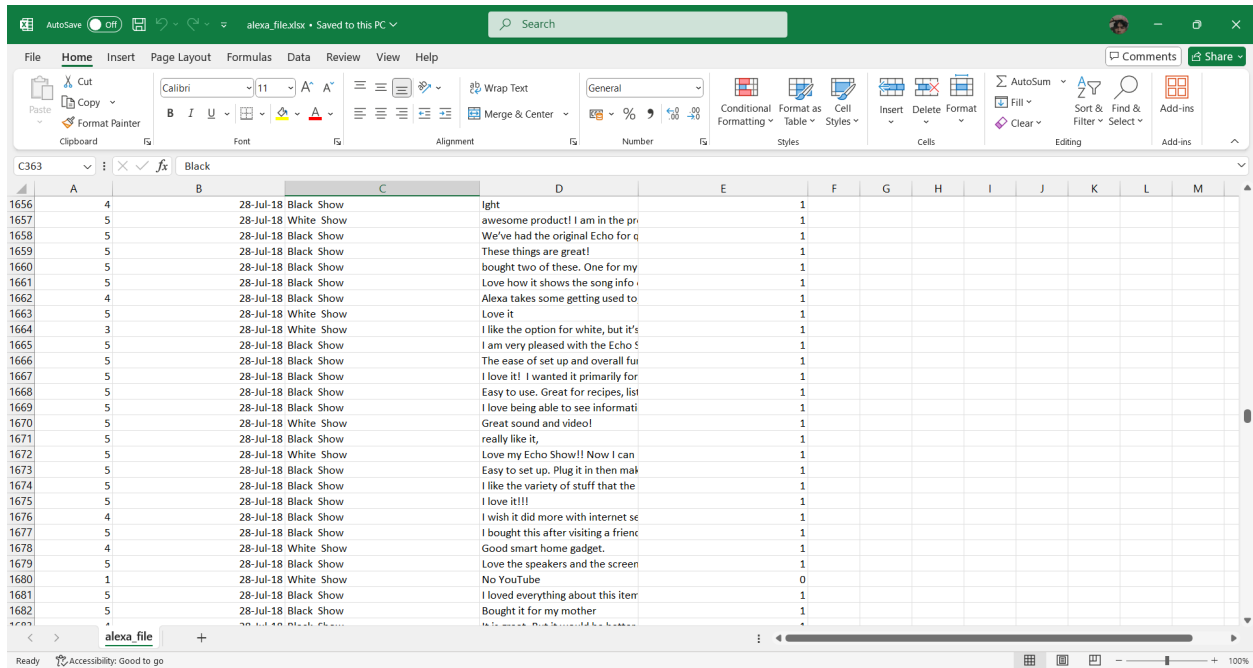 AutoSave Off alexa_file.xlsx • Saved to this PC Search
File Home Insert Page Layout Formulas Data Review View Help Comments Share
Paste Cut Copy Format Painter
Calibri 11 A A
B I U A
Wrap Text
Merge & Center
General
%
Conditional Formatting Format as Table Cell Styles
Insert Delete Format
AutoSum Fill Clear
Sort & Filter Find & Select
Add-ins
Clipboard Font Alignment Number Styles Cells Editing Add-ins
C363 fx Black
A B C D E F G H I J K L M
1656 4 28-Jul-18 Black Show Ight 1
1657 5 28-Jul-18 White Show awesome product! I am in the pr 1
1658 5 28-Jul-18 Black Show We've had the original Echo for q 1
1659 5 28-Jul-18 Black Show These things are great! 1
1660 5 28-Jul-18 Black Show bought two of these. One for my 1
1661 5 28-Jul-18 Black Show Love how it shows the song info 1
1662 4 28-Jul-18 Black Show Alexa takes some getting used to 1
1663 5 28-Jul-18 White Show Love it 1
1664 3 28-Jul-18 White Show I like the option for white, but it's 1
1665 5 28-Jul-18 Black Show I am very pleased with the Echo S 1
1666 5 28-Jul-18 Black Show The ease of set up and overall fu 1
1667 5 28-Jul-18 Black Show I love it! I wanted it primarily for 1
1668 5 28-Jul-18 Black Show Easy to use. Great for recipes, list 1
1669 5 28-Jul-18 Black Show I love being able to see informati 1
1670 5 28-Jul-18 White Show Great sound and video! 1
1671 5 28-Jul-18 Black Show really like it, 1
1672 5 28-Jul-18 White Show Love my Echo Show!! Now I can 1
1673 5 28-Jul-18 Black Show Easy to set up. Plug it in then mak 1
1674 5 28-Jul-18 Black Show I like the variety of stuff that the 1
1675 5 28-Jul-18 Black Show I love it!!! 1
1676 4 28-Jul-18 Black Show I wish it did more with internet se 1
1677 5 28-Jul-18 Black Show I bought this after visiting a friend 1
1678 4 28-Jul-18 White Show Good smart home gadget. 1
1679 5 28-Jul-18 Black Show Love the speakers and the screen 1
1680 1 28-Jul-18 White Show No YouTube 0
1681 5 28-Jul-18 Black Show I loved everything about this item 1
1682 5 28-Jul-18 Black Show Bought it for my mother 1
alexa_file +
Ready Accessibility: Good to go 100%